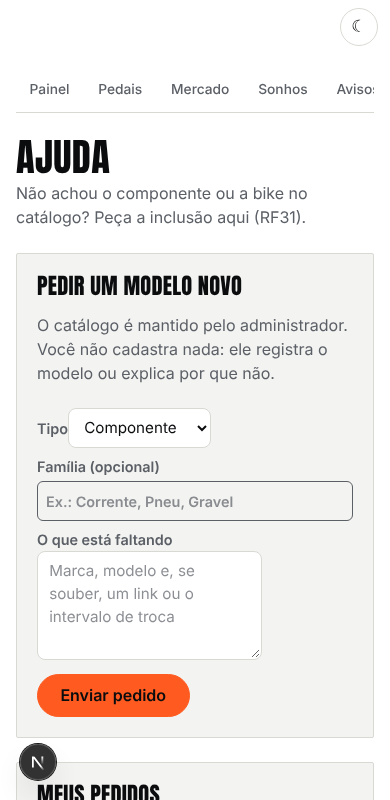 Painel Pedais Mercado Sonhos Avisos
AJUDA
Não achou o componente ou a bike no
catálogo? Peça a inclusão aqui (RF31).
PEDIR UM MODELO NOVO
O catálogo é mantido pelo administrador.
Você não cadastra nada: ele registra o
modelo ou explica por que não.
Tipo Componente
Família (opcional)
Ex.: Corrente, Pneu, Gravel
O que está faltando
Marca, modelo e, se
souber, um link ou o
intervalo de troca
Enviar pedido
N
MEUS PEDIDOS